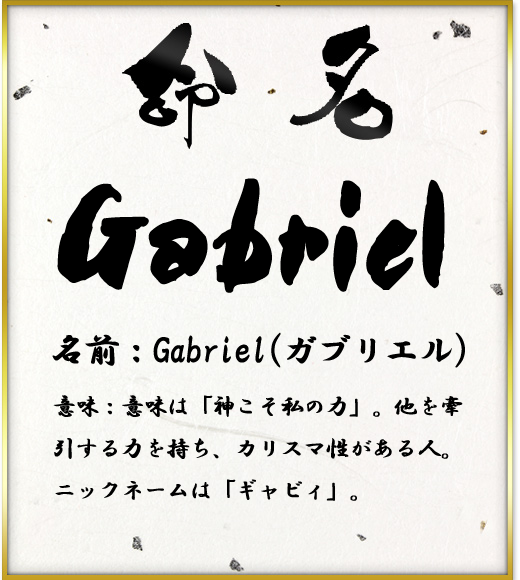 命名
Gabriel
名前：Gabriel(ガブリエル)
意味：意味は「神こそ私の力」。他を牽
引する力を持ち、カリスマ性がある人。
ニックネームは「ギャビィ」。